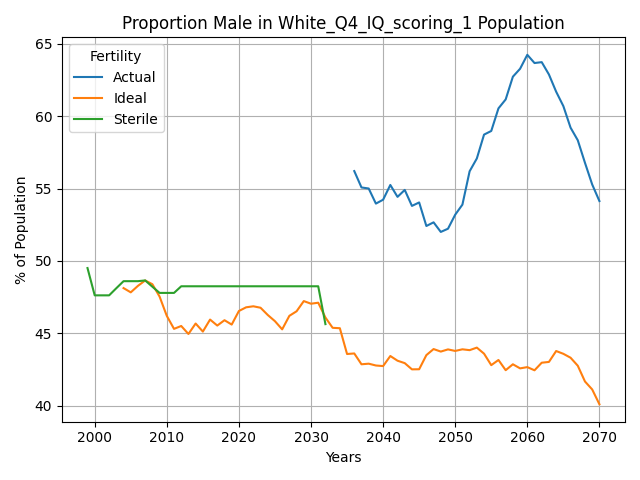 Proportion Male in White_Q4_IQ_scoring_1 Population
Fertility
Actual
Ideal
Sterile
% of Population
65
60
55
50
45
40
2000
2010
2020
2030
2040
2050
2060
2070
Years